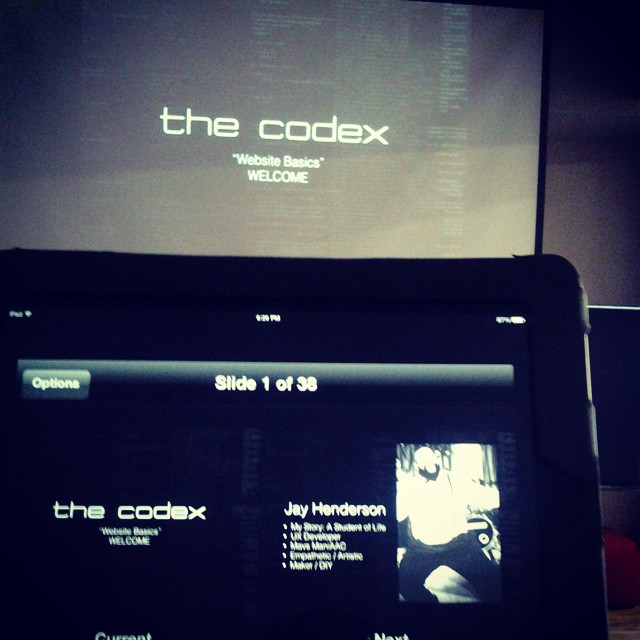 the codex
"Website Basics"
WELCOME
iPad
Slide 1 of 38
Options
the codex
"Website Basics"
WELCOME
Jay Henderson
My Story: A Student of Life
UX Developer
Empathetic / Artistic
Maker / DIY
Current
Next